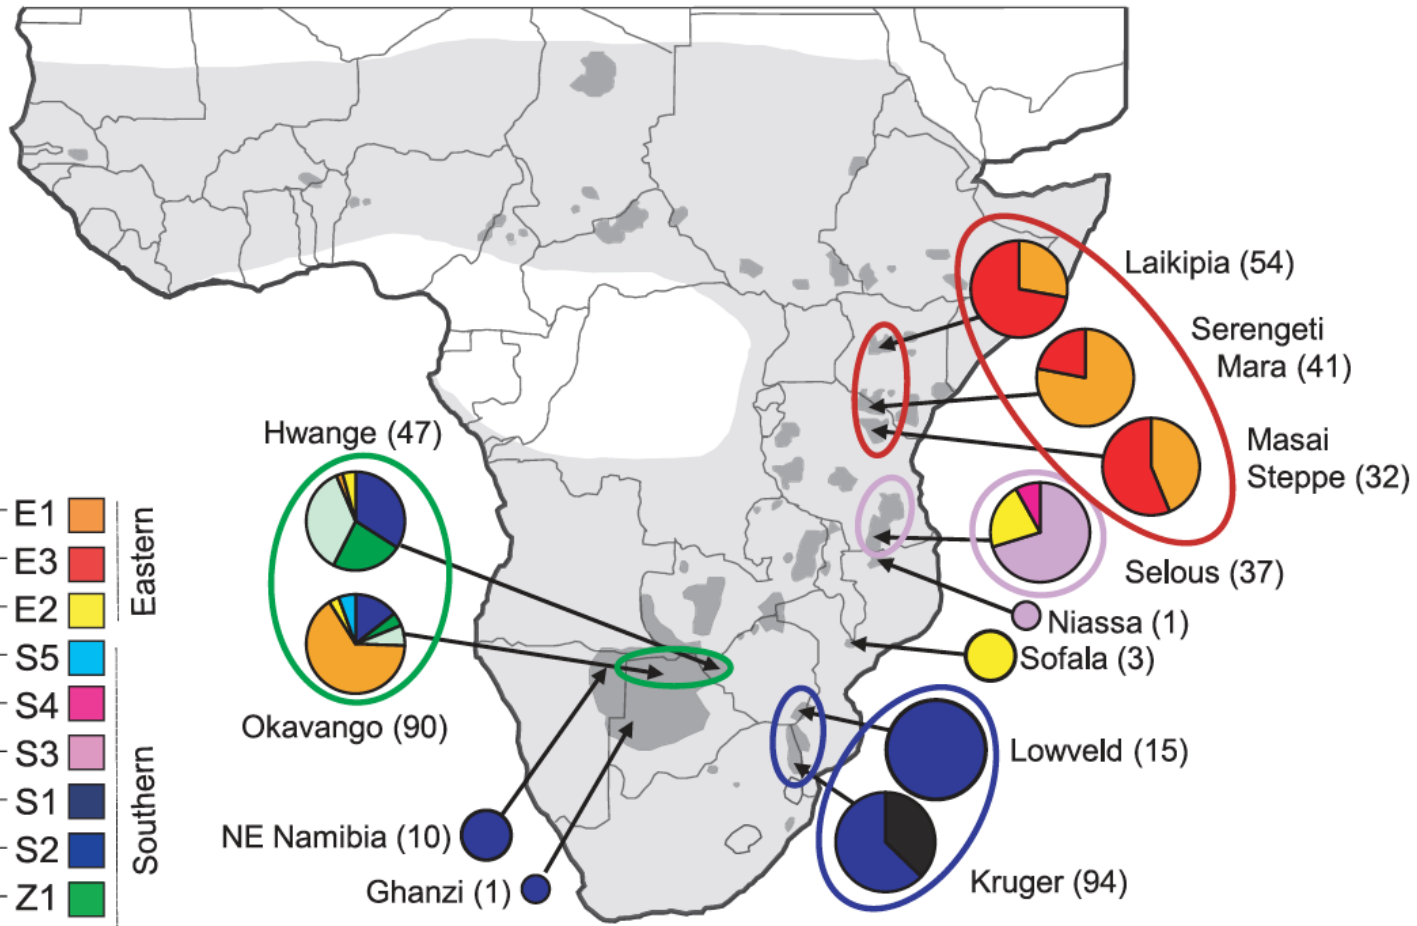 Laikipia (54)
Serengeti
Mara (41)
Masai
Steppe (32)
Hwange (47)
Okavango (90)
Selous (37)
Niassa (1)
Sofala (3)
Lowveld (15)
Kruger (94)
NE Namibia (10)
Ghanzi (1)
E1
E3
E2
S5
S4
S3
S1
S2
Z1
Eastern
Southern